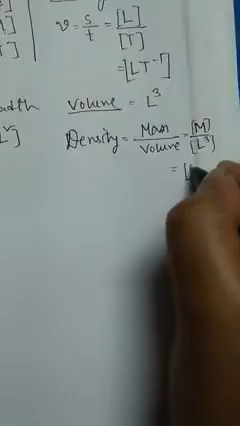 T]
v = s/t = [L]/[T]
= [LT⁻¹]
Volume = L³
Density = Mass/Volume = [M]/[L³]
= [